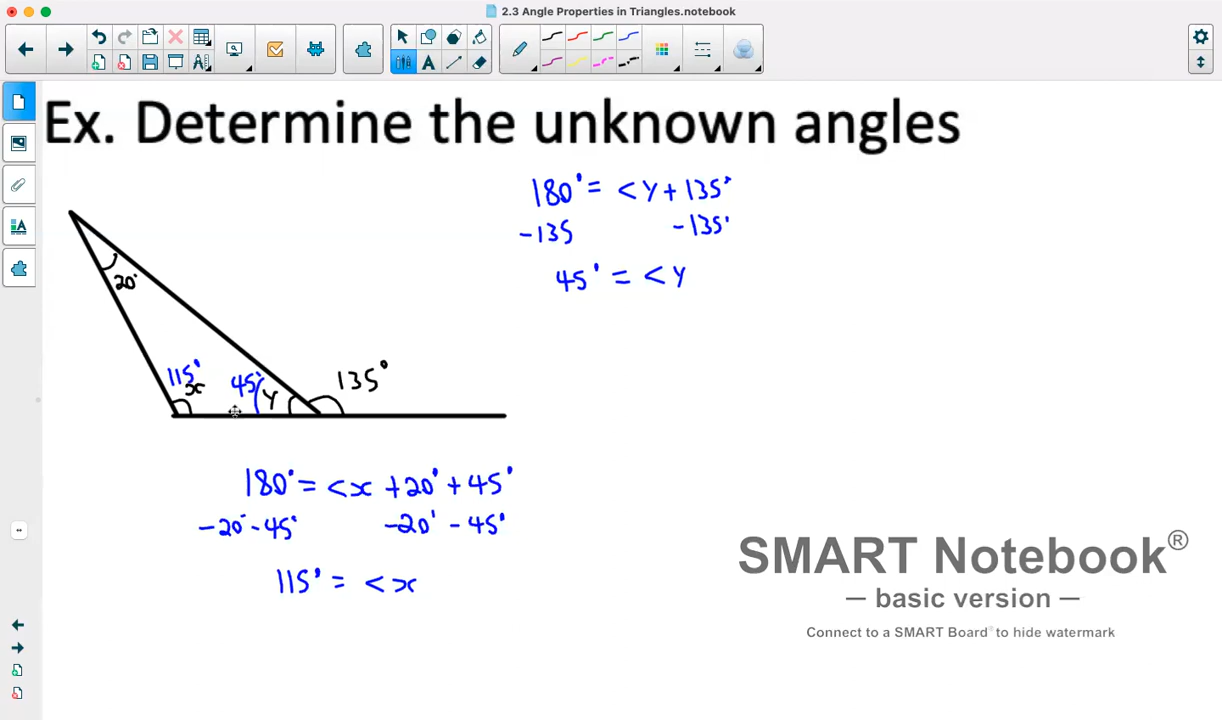 2.3 Angle Properties in Triangles.notebook
Ex. Determine the unknown angles
180° = <y + 135°
-135 -135°
45° = <y
20°
115°
x
45°
y
135°
180° = <x + 20° + 45°
-20° - 45° -20° - 45°
115° = <x
SMART Notebook®
— basic version —
Connect to a SMART Board® to hide watermark